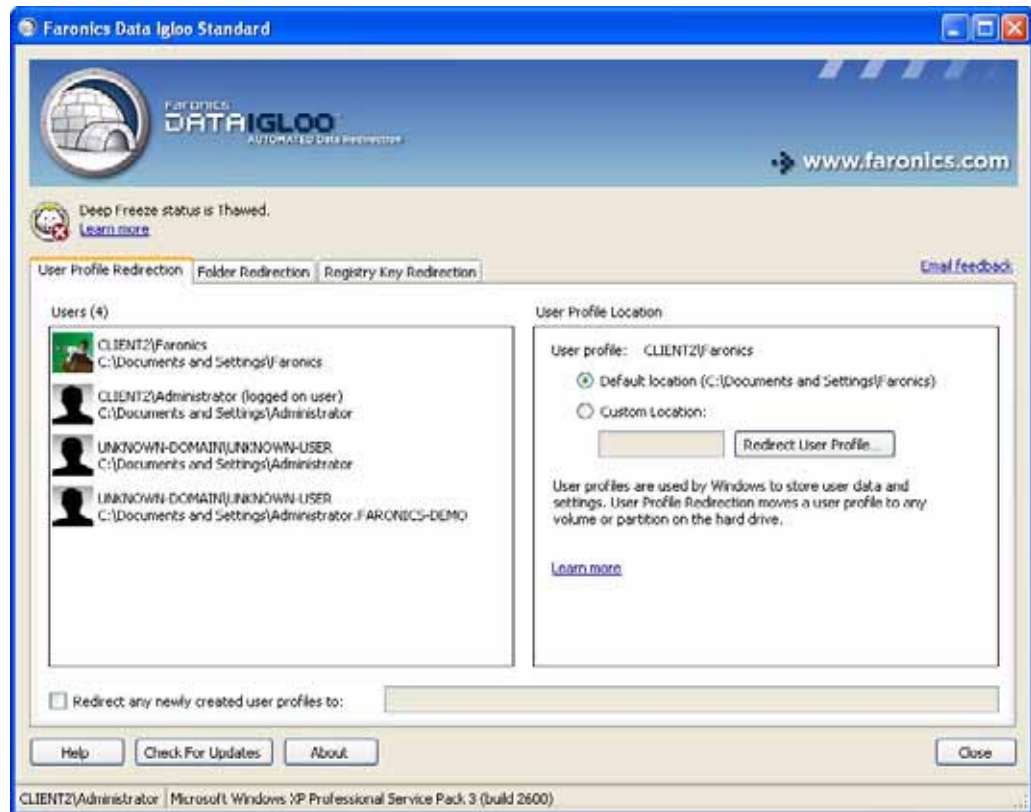 Faronics Data Igloo Standard
FARONICS
DATAIGLOO
AUTOMATED Data Redirection
www.faronics.com
Deep Freeze status is Thawed.
Learn more
User Profile Redirection Folder Redirection Registry Key Redirection Email feedback
Users (4)
CLIENT2\Faronics
C:\Documents and Settings\Faronics
CLIENT2\Administrator (logged on user)
C:\Documents and Settings\Administrator
UNKNOWN-DOMAIN\UNKNOWN-USER
C:\Documents and Settings\Administrator
UNKNOWN-DOMAIN\UNKNOWN-USER
C:\Documents and Settings\Administrator.FARONICS-DEMO
User Profile Location
User profile: CLIENT2\Faronics
Default location (C:\Documents and Settings\Faronics)
Custom Location:
Redirect User Profile...
User profiles are used by Windows to store user data and
settings. User Profile Redirection moves a user profile to any
volume or partition on the hard drive.
Learn more
Redirect any newly created user profiles to:
Help Check For Updates About Close
CLIENT2\Administrator Microsoft Windows XP Professional Service Pack 3 (build 2600)